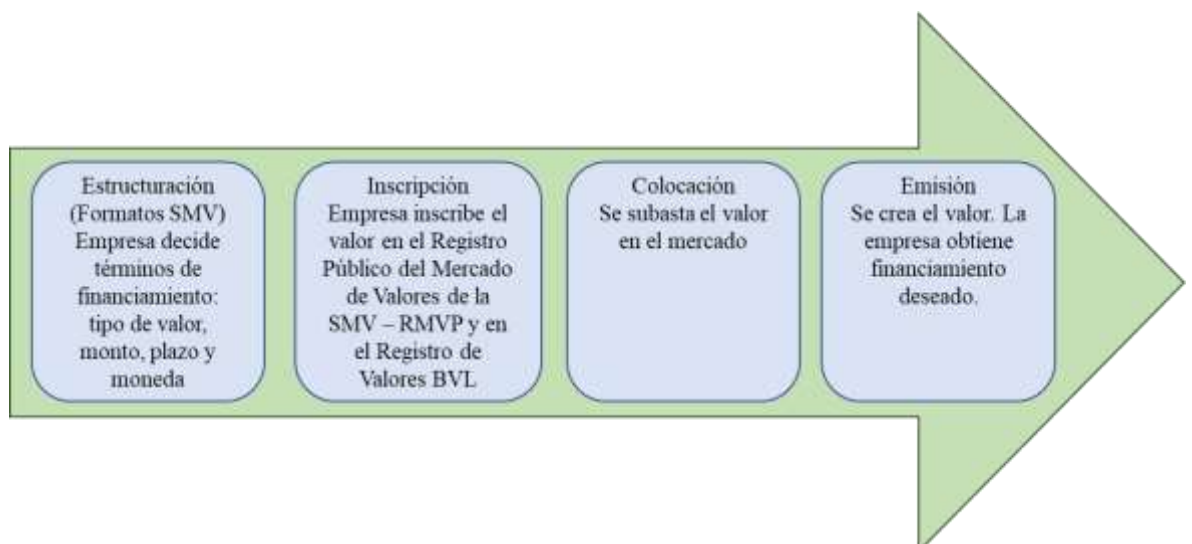 Estructuración
(Formatos SMV)
Empresa decide
términos de
financiamiento:
tipo de valor,
monto, plazo y
moneda
Inscripción
Empresa inscribe el
valor en el Registro
Público del Mercado
de Valores de la
SMV – RMVP y en
el Registro de
Valores BVL
Colocación
Se subasta el valor
en el mercado
Emisión
Se crea el valor. La
empresa obtiene
financiamiento
deseado.